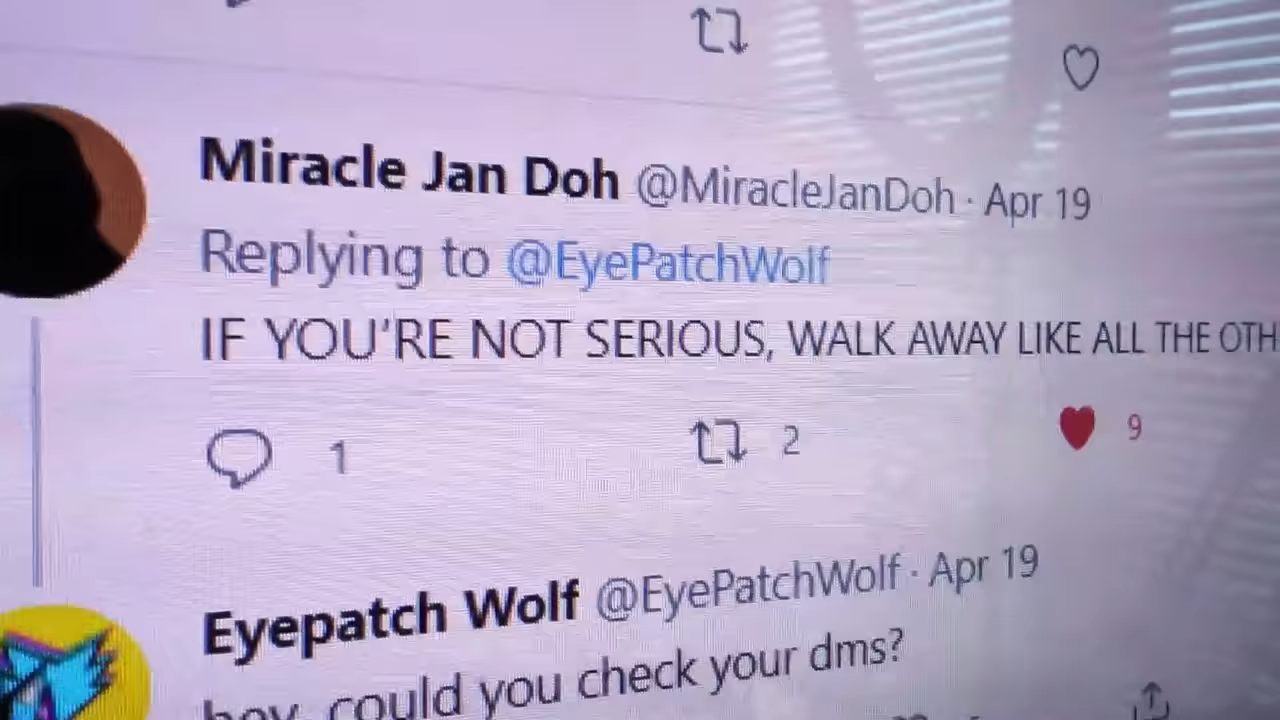 Miracle Jan Doh @MiracleJanDoh · Apr 19
Replying to @EyePatchWolf
IF YOU'RE NOT SERIOUS, WALK AWAY LIKE ALL THE OTH
1 2 9
Eyepatch Wolf @EyePatchWolf · Apr 19
hey, could you check your dms?